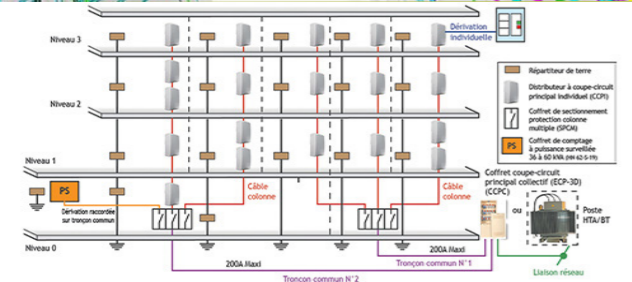 Niveau 3
Dérivation
individuelle
Répartiteur de terre
Distributeur à coupe-circuit
principal individuel (CCPI)
Niveau 2
Coffret de sectionnement
protection colonne
multiple (SPCM)
PS
Coffret de comptage
à puissance surveillée
36 à 60 kVA (HN 62-S-19)
Niveau 1
Coffret coupe-circuit
principal collectif (ECP-3D)
(CCPC)
PS
Câble
colonne
Câble
colonne
ou
Poste
HTA/BT
Dérivation raccordée
sur tronçon commun
Niveau 0
200A Maxi
200A Maxi
Tronçon commun N°1
Liaison réseau
Tronçon commun N°2